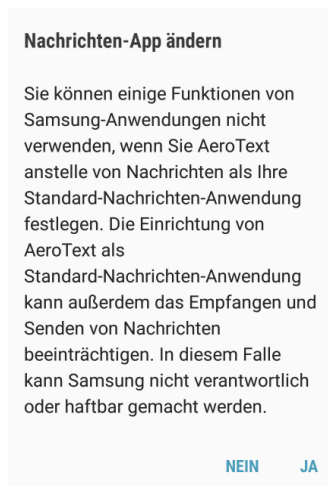 Nachrichten-App ändern
Sie können einige Funktionen von
Samsung-Anwendungen nicht
verwenden, wenn Sie AeroText
anstelle von Nachrichten als Ihre
Standard-Nachrichten-Anwendung
festlegen. Die Einrichtung von
AeroText als
Standard-Nachrichten-Anwendung
kann außerdem das Empfangen und
Senden von Nachrichten
beeinträchtigen. In diesem Falle
kann Samsung nicht verantwortlich
oder haftbar gemacht werden.
NEIN JA